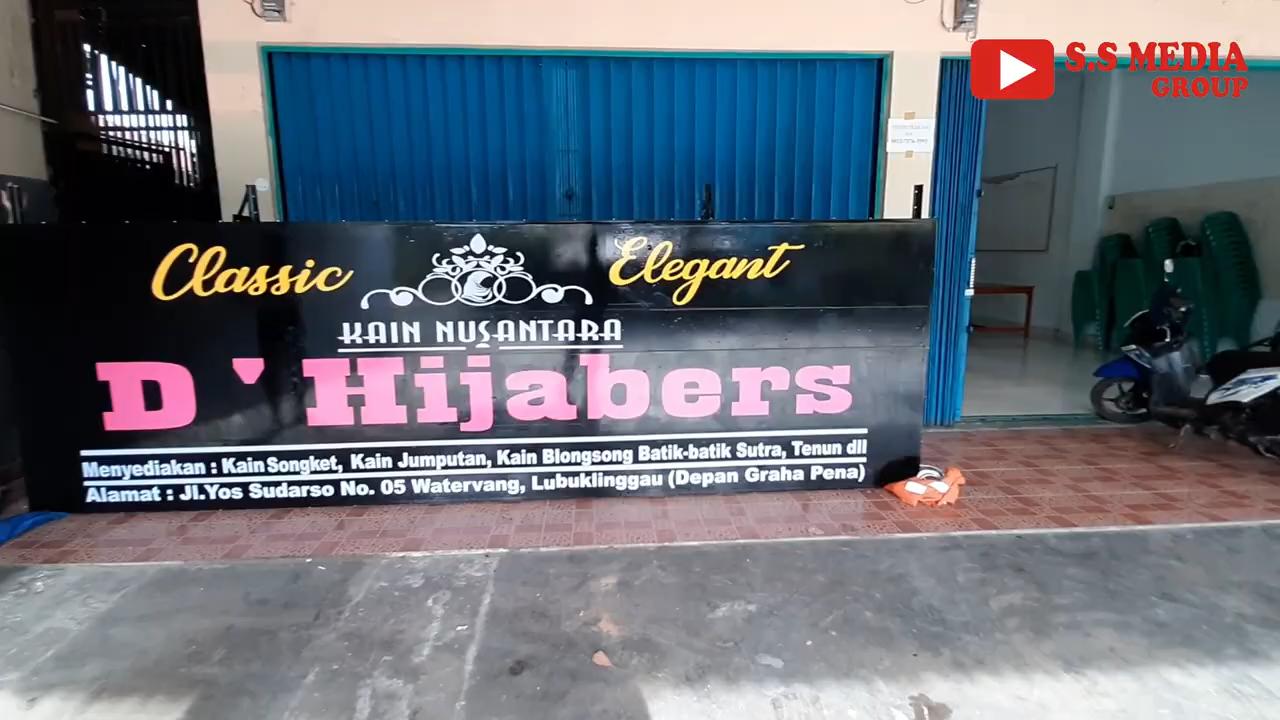 S.S MEDIA
GROUP
Classic Elegant
KAIN NUSANTARA
D'Hijabers
Menyediakan : Kain Songket, Kain Jumputan, Kain Blongsong Batik-batik Sutra, Tenun dll
Alamat : Jl.Yos Sudarso No. 05 Watervang, Lubuklinggau (Depan Graha Pena)